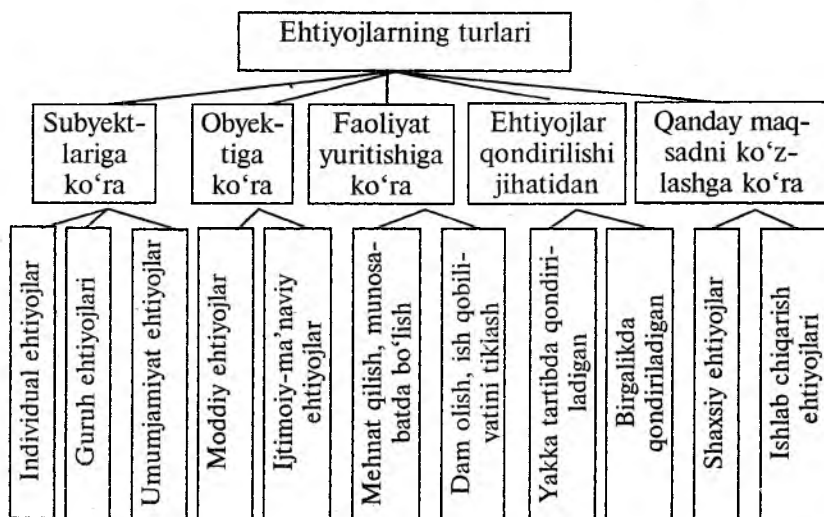 Ehtiyojlarning turlari
Subyekt-
lariga
ko‘ra
Obyek-
tiga
ko‘ra
Faoliyat
yuritishiga
ko‘ra
Ehtiyojlar
qondirilishi
jihatidan
Qanday maq-
sadni ko‘z-
lashga ko‘ra
Individual ehtiyojlar
Guruh ehtiyojlari
Umumjamiyat ehtiyojlar
Moddiy ehtiyojlar
Ijtimoiy-ma’naviy
ehtiyojlar
Mehnat qilish, munosa-
batda bo‘lish
Dam olish, ish qobili-
yatini tikiash
Yakka tartibda qondiri-
ladigan
Birgalikda
qondiriladigan
Shaxsiy ehtiyojlar
Ishlab chiqarish
ehtiyojlari